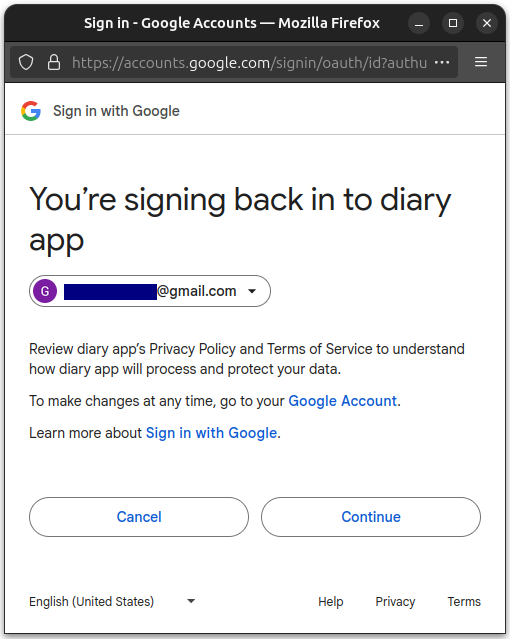 Sign in - Google Accounts — Mozilla Firefox
https://accounts.google.com/signin/oauth/id?authu
Sign in with Google
You’re signing back in to diary
app
G
@gmail.com
Review diary app’s Privacy Policy and Terms of Service to understand
how diary app will process and protect your data.
To make changes at any time, go to your Google Account.
Learn more about Sign in with Google.
Cancel Continue
English (United States) Help Privacy Terms